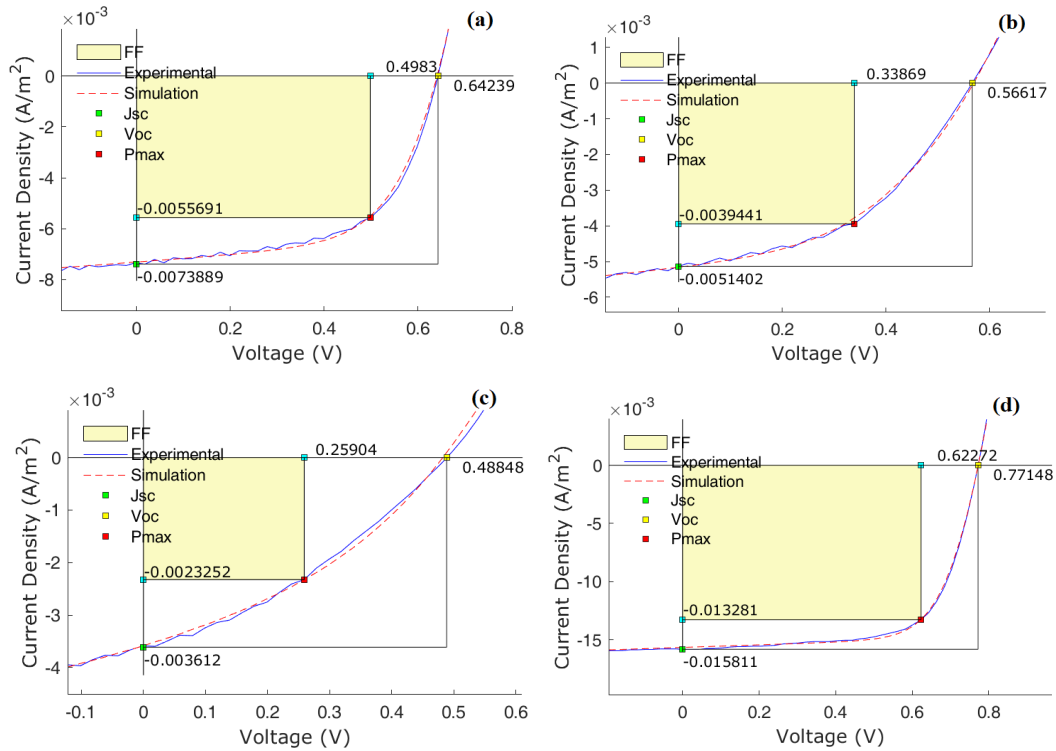 ×10⁻³
(a)
FF
Experimental
Simulation
Jsc
Voc
Pmax
0.4983
0.64239
-0.0055691
-0.0073889
0
-2
-4
-6
-8
0
0.2
0.4
0.6
0.8
Current Density (A/m²)
Voltage (V)
×10⁻³
(b)
FF
Experimental
Simulation
Jsc
Voc
Pmax
0.33869
0.56617
-0.0039441
-0.0051402
1
0
-1
-2
-3
-4
-5
-6
0
0.2
0.4
0.6
Current Density (A/m²)
Voltage (V)
×10⁻³
(c)
FF
Experimental
Simulation
Jsc
Voc
Pmax
0.25904
0.48848
-0.0023252
-0.003612
0
-1
-2
-3
-4
-0.1
0
0.1
0.2
0.3
0.4
0.5
0.6
Current Density (A/m²)
Voltage (V)
×10⁻³
(d)
FF
Experimental
Simulation
Jsc
Voc
Pmax
0.62272
0.77148
-0.013281
-0.015811
0
-5
-10
-15
0
0.2
0.4
0.6
0.8
Current Density (A/m²)
Voltage (V)